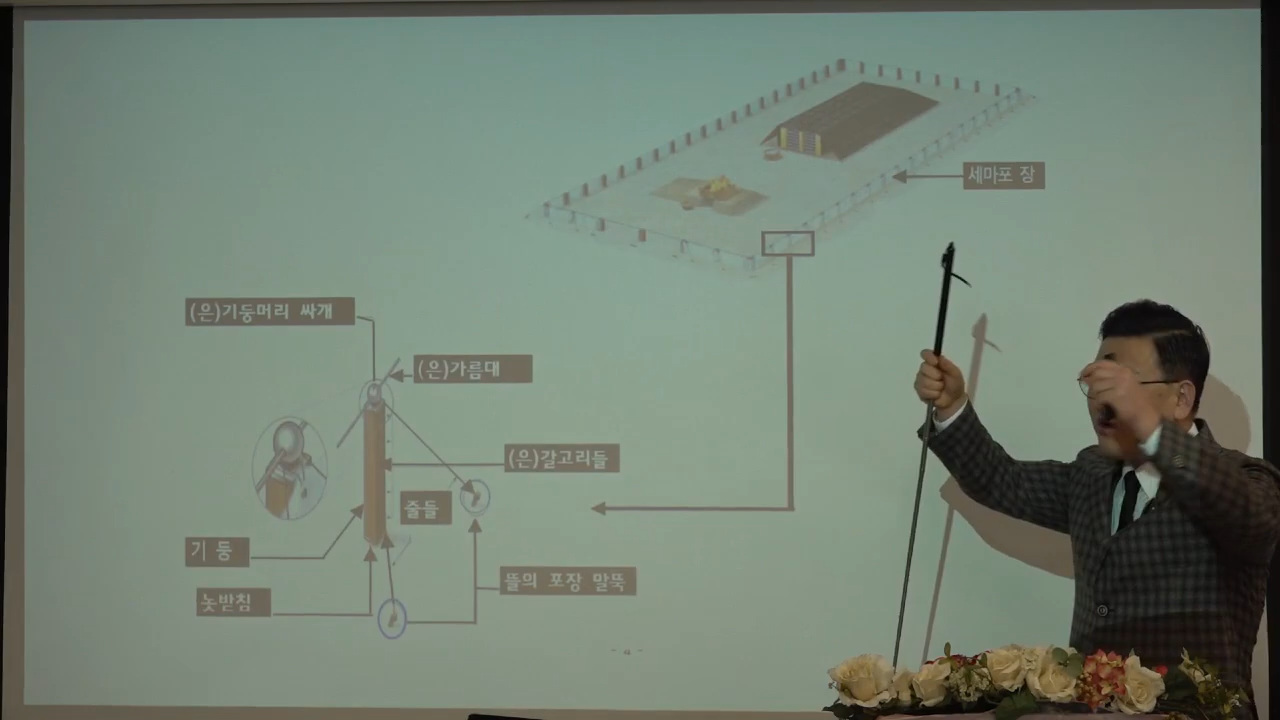 세마포 장
(은)기둥머리 싸개
(은)가름대
(은)갈고리들
줄들
기 둥
뜰의 포장 말뚝
놋받침